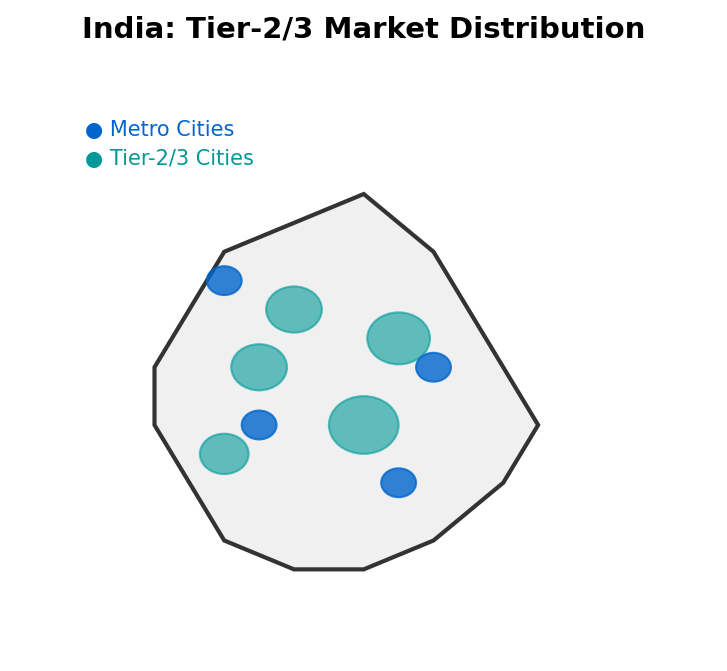 India: Tier-2/3 Market Distribution
Metro Cities
Tier-2/3 Cities